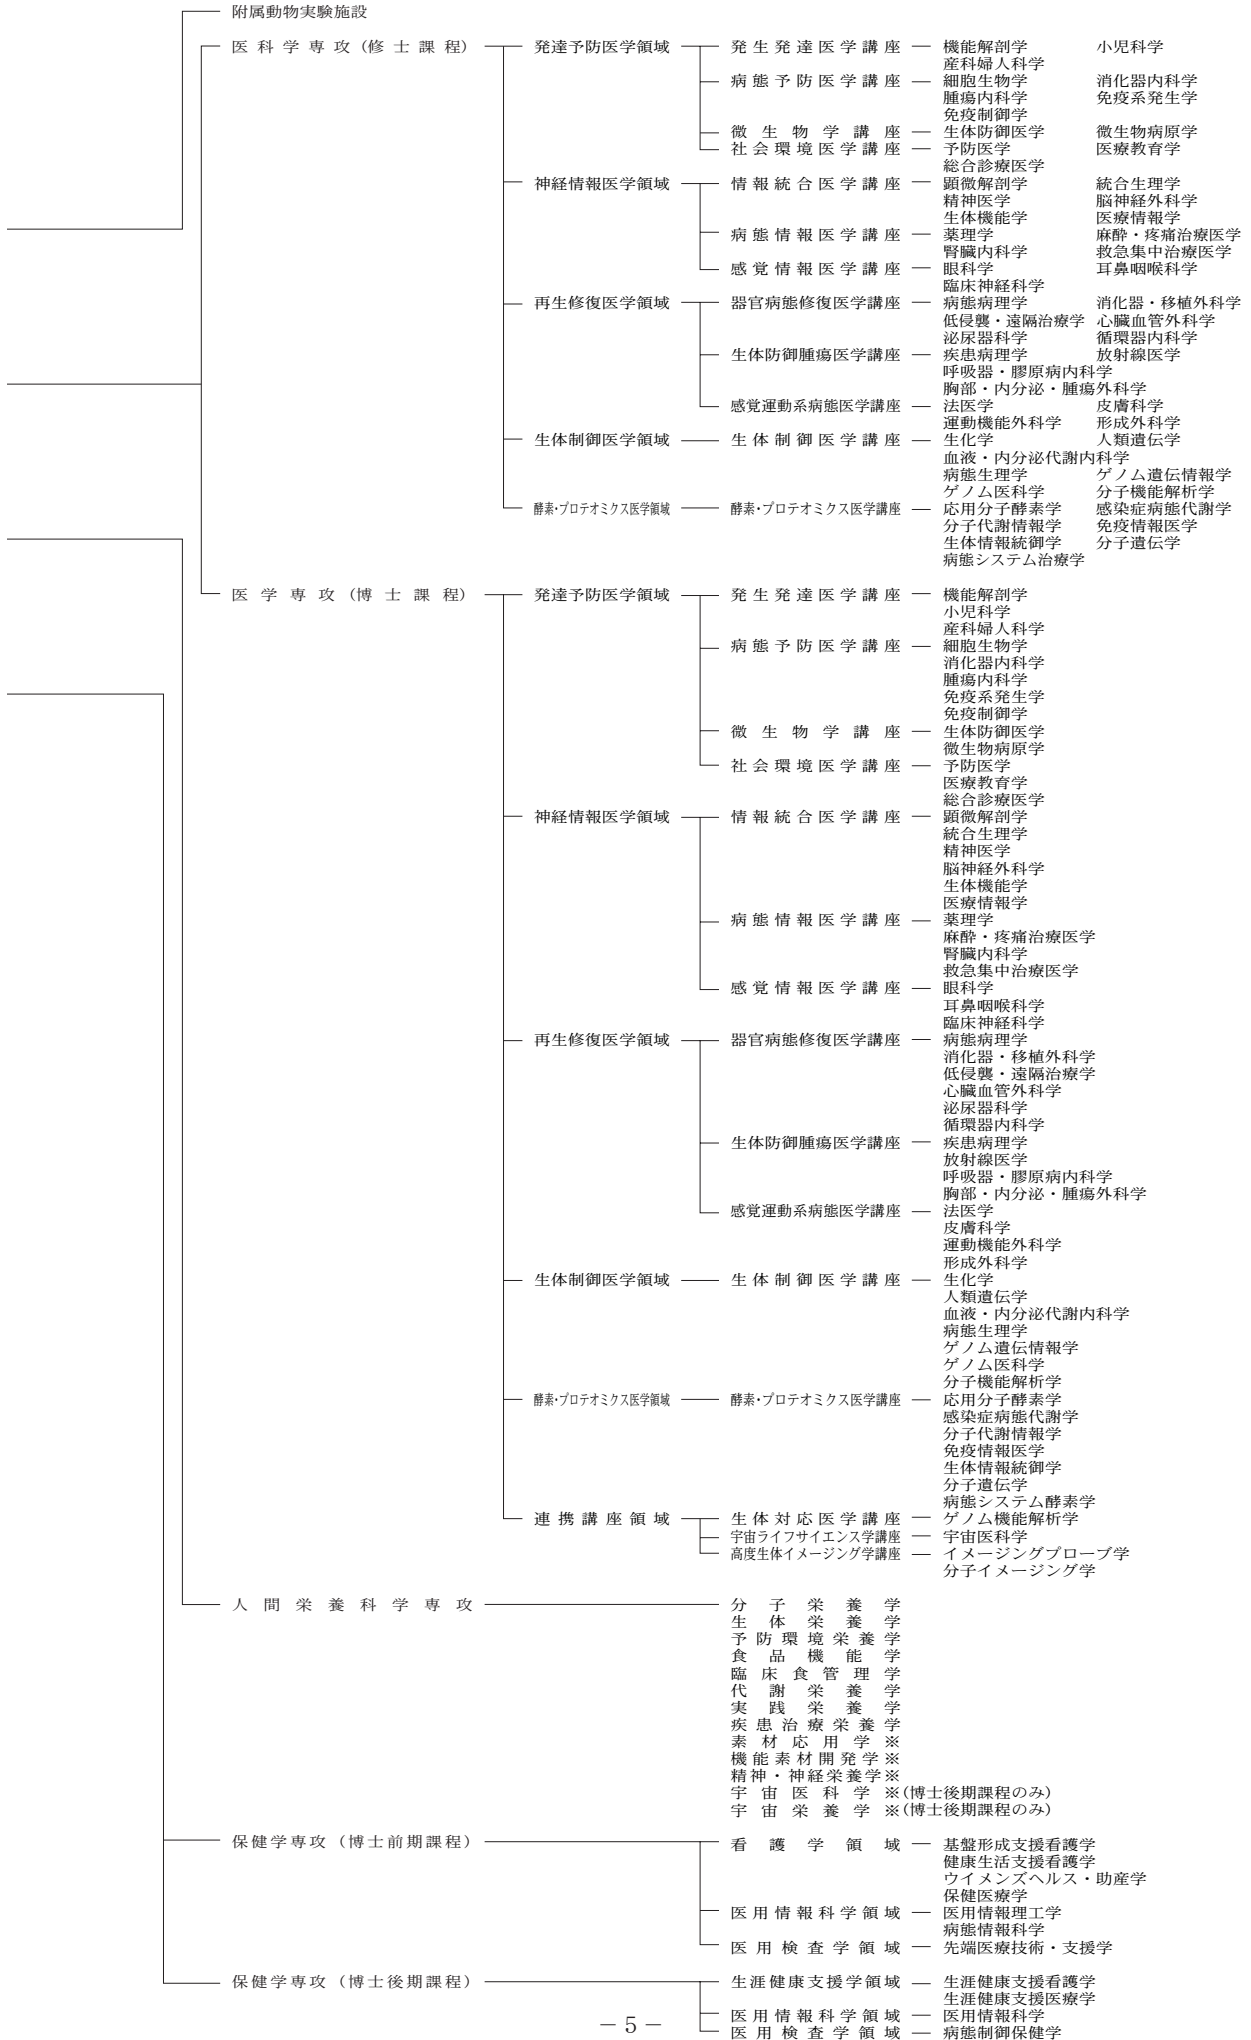 附属動物実験施設
医科学専攻(修士課程) 発達予防医学領域 発生発達医学講座 機能解剖学 小児科学
産科婦人科学
病態予防医学講座 細胞生物学 消化器内科学
腫瘍内科学 免疫系発生学
免疫制御学
微生物学講座 生体防御医学 微生物病原学
社会環境医学講座 予防医学 医療教育学
総合診療医学
神経情報医学領域 情報統合医学講座 顕微解剖学 統合生理学
精神医学 脳神経外科学
生体機能学 医療情報学
病態情報医学講座 薬理学 麻酔・疼痛治療医学
腎臓内科学 救急集中治療医学
感覚情報医学講座 眼科学 耳鼻咽喉科学
臨床神経科学
再生修復医学領域 器官病態修復医学講座 病態病理学 消化器・移植外科学
低侵襲・遠隔治療学 心臓血管外科学
泌尿器科学 循環器内科学
生体防御腫瘍医学講座 疾患病理学 放射線医学
呼吸器・膠原病内科学
胸部・内分泌・腫瘍外科学
感覚運動系病態医学講座 法医学 皮膚科学
運動機能外科学 形成外科学
生体制御医学領域 生体制御医学講座 生化学 人類遺伝学
血液・内分泌代謝内科学
病態生理学 ゲノム遺伝情報学
ゲノム医科学 分子機能解析学
酵素・プロテオミクス医学領域 酵素・プロテオミクス医学講座 応用分子酵素学 感染症病態代謝学
分子代謝情報学 免疫情報医学
生体情報統御学 分子遺伝学
病態システム治療学
医学専攻(博士課程) 発達予防医学領域 発生発達医学講座 機能解剖学
小児科学
産科婦人科学
病態予防医学講座 細胞生物学
消化器内科学
腫瘍内科学
免疫系発生学
免疫制御学
微生物学講座 生体防御医学
微生物病原学
社会環境医学講座 予防医学
医療教育学
総合診療医学
神経情報医学領域 情報統合医学講座 顕微解剖学
統合生理学
精神医学
脳神経外科学
生体機能学
医療情報学
病態情報医学講座 薬理学
麻酔・疼痛治療医学
腎臓内科学
救急集中治療医学
感覚情報医学講座 眼科学
耳鼻咽喉科学
臨床神経科学
再生修復医学領域 器官病態修復医学講座 病態病理学
消化器・移植外科学
低侵襲・遠隔治療学
心臓血管外科学
泌尿器科学
循環器内科学
生体防御腫瘍医学講座 疾患病理学
放射線医学
呼吸器・膠原病内科学
胸部・内分泌・腫瘍外科学
感覚運動系病態医学講座 法医学
皮膚科学
運動機能外科学
形成外科学
生体制御医学領域 生体制御医学講座 生化学
人類遺伝学
血液・内分泌代謝内科学
病態生理学
ゲノム遺伝情報学
ゲノム医科学
分子機能解析学
酵素・プロテオミクス医学領域 酵素・プロテオミクス医学講座 応用分子酵素学
感染症病態代謝学
分子代謝情報学
免疫情報医学
生体情報統御学
分子遺伝学
病態システム酵素学
連携講座領域 生体対応医学講座 ゲノム機能解析学
宇宙ライフサイエンス学講座 宇宙医科学
高度生体イメージング学講座 イメージングプローブ学
分子イメージング学
人間栄養科学専攻 分子栄養学
生体栄養学
予防環境栄養学
食品機能学
臨床食管理学
代謝栄養学
実践栄養学
疾患治療栄養学
素材応用学※
機能素材開発学※
精神・神経栄養学※
宇宙医科学※(博士後期課程のみ)
宇宙栄養学※(博士後期課程のみ)
保健学専攻(博士前期課程) 看護学領域 基盤形成支援看護学
健康生活支援看護学
ウイメンズヘルス・助産学
保健医療学
医用情報科学領域 医用情報理工学
病態情報科学
医用検査学領域 先端医療技術・支援学
保健学専攻(博士後期課程) 生涯健康支援学領域 生涯健康支援看護学
生涯健康支援医療学
医用情報科学領域 医用情報科学
医用検査学領域 病態制御保健学
－5－